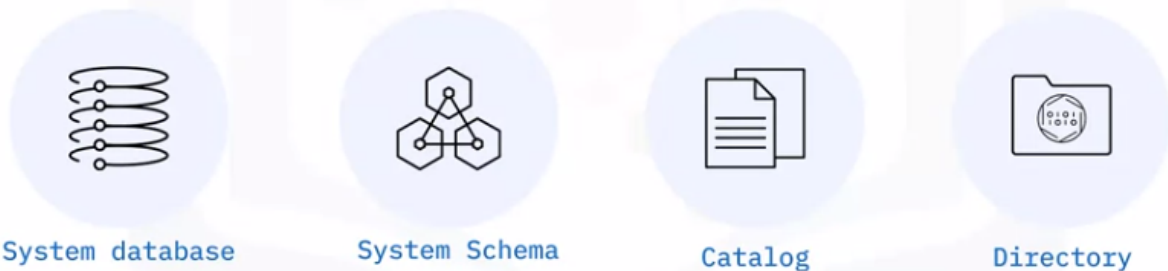 System database
System Schema
Catalog
Directory